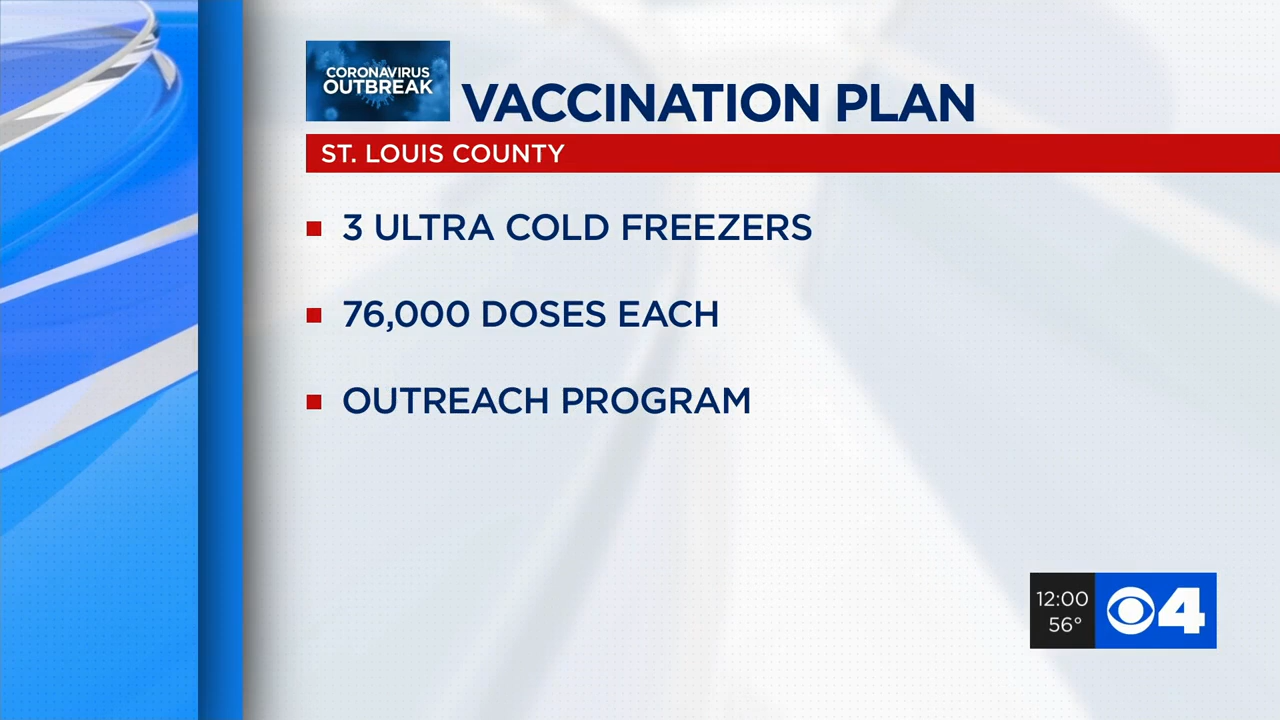 CORONAVIRUS
OUTBREAK
VACCINATION PLAN
ST. LOUIS COUNTY
3 ULTRA COLD FREEZERS
76,000 DOSES EACH
OUTREACH PROGRAM
12:00
56°
4